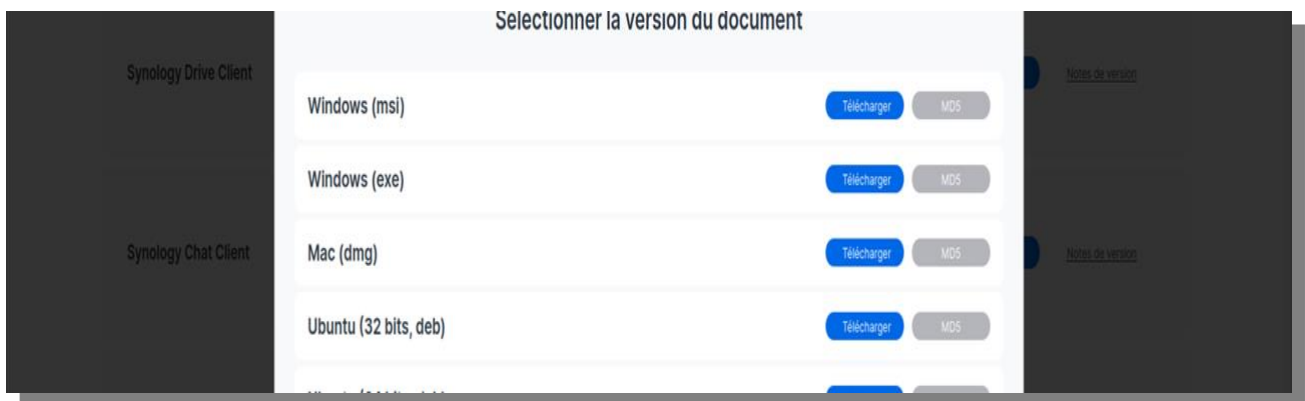 Sélectionner la version du document
Synology Drive Client
Notes de version
Windows (msi)
Télécharger
MD5
Windows (exe)
Télécharger
MD5
Synology Chat Client
Notes de version
Mac (dmg)
Télécharger
MD5
Ubuntu (32 bits, deb)
Télécharger
MD5